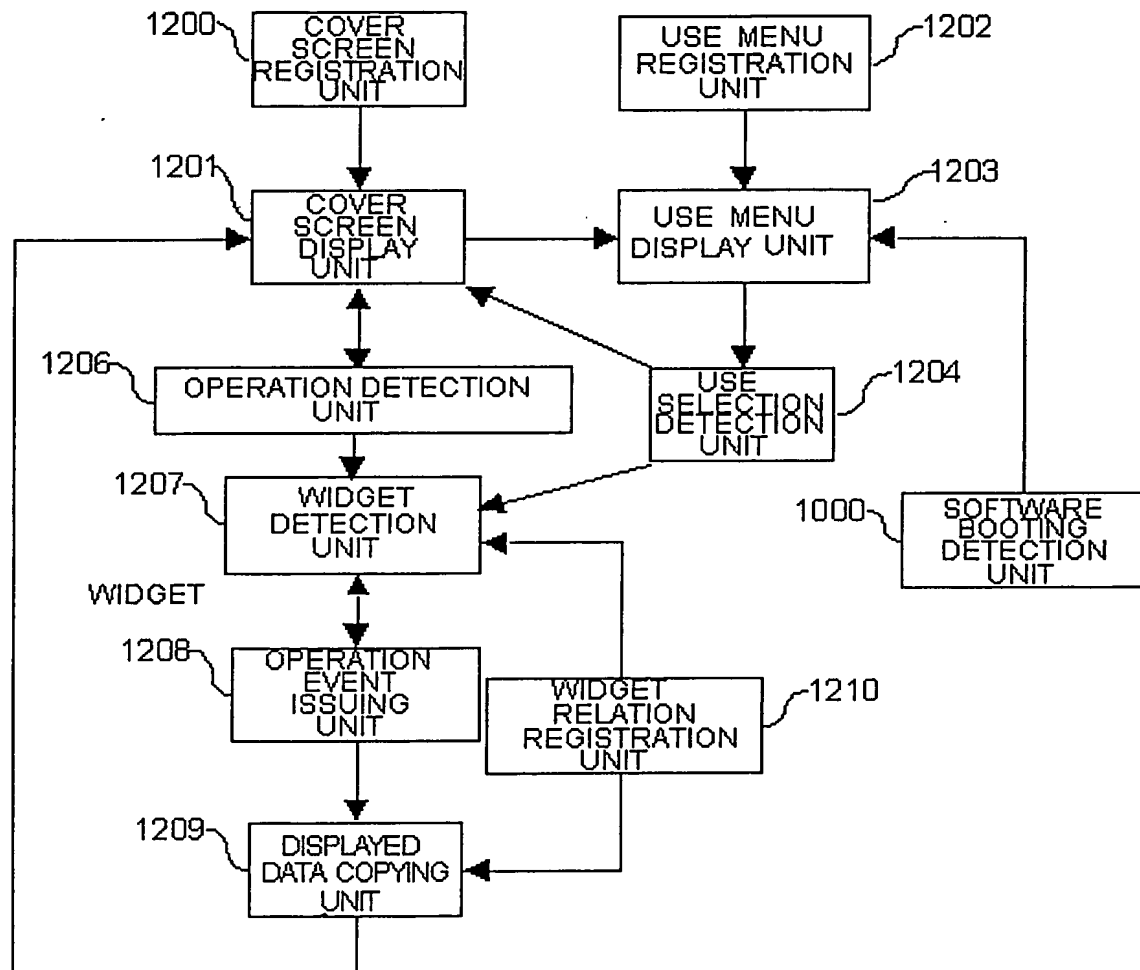 1200
COVER
SCREEN
REGISTRATION
UNIT
USE MENU
REGISTRATION
UNIT
1202
1201
COVER
SCREEN
DISPLAY
UNIT
USE MENU
DISPLAY UNIT
1203
1206
OPERATION DETECTION
UNIT
USE
SELECTION
DETECTION
UNIT
1204
1207
WIDGET
DETECTION
UNIT
1000
SOFTWARE
BOOTING
DETECTION
UNIT
WIDGET
1208
OPERATION
EVENT
ISSUING
UNIT
WIDGET
RELATION
REGISTRATION
UNIT
1210
1209
DISPLAYED
DATA COPYING
UNIT